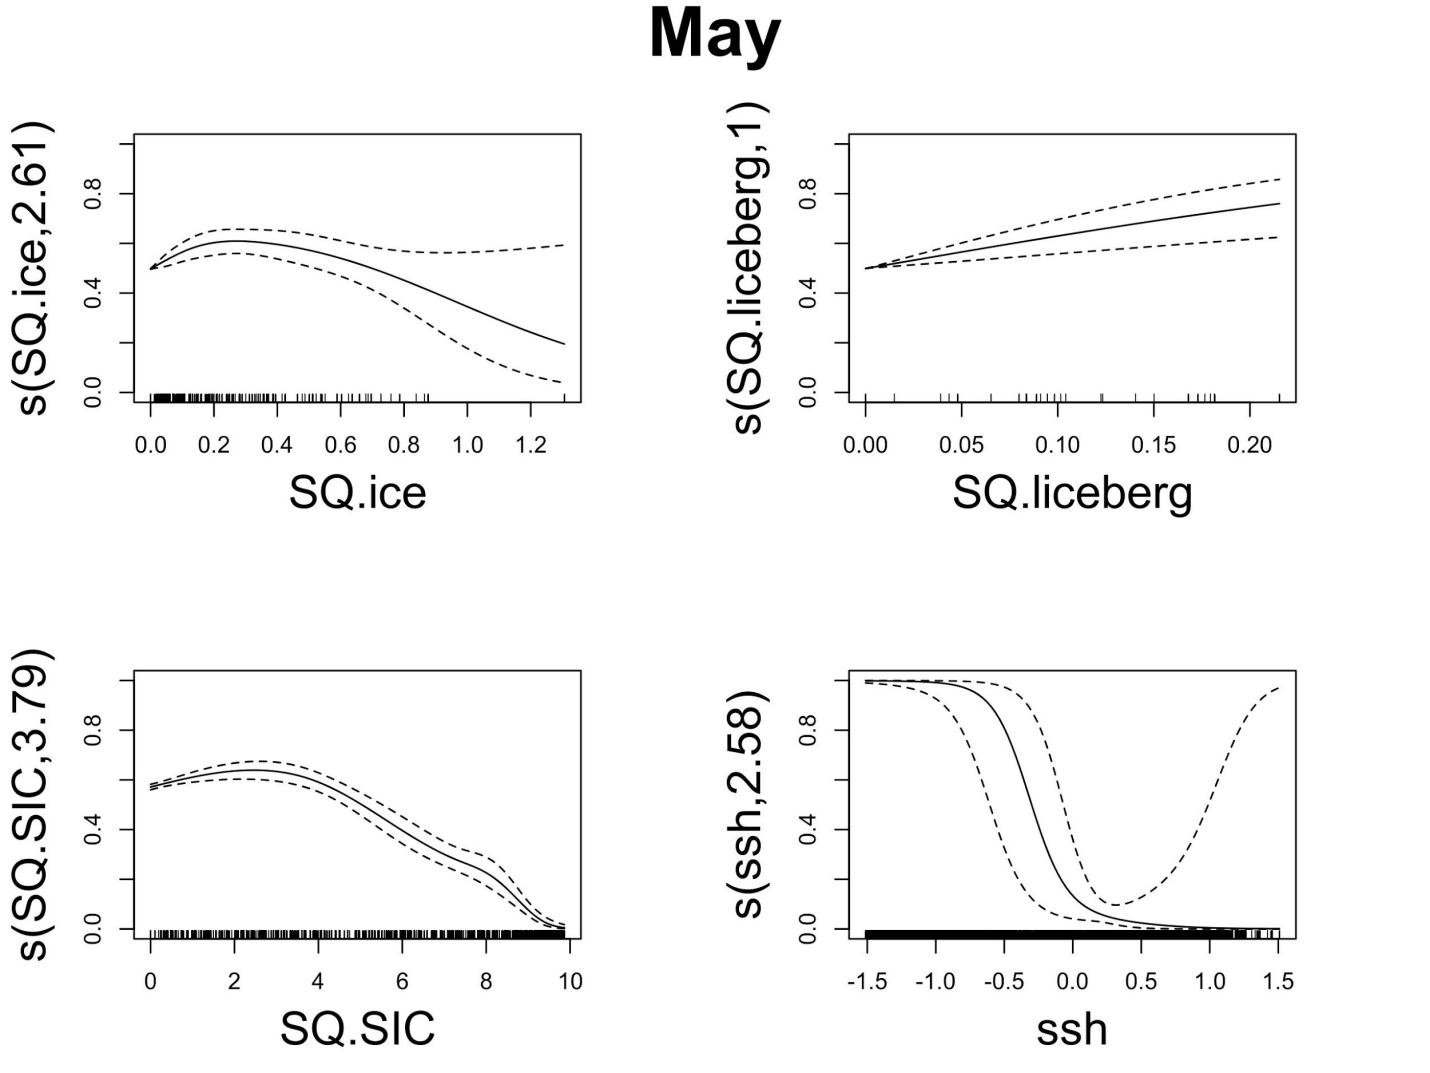 May
s(SQ.ice,2.61)
0.0 0.4 0.8
0.0 0.2 0.4 0.6 0.8 1.0 1.2
SQ.ice
s(SQ.liceberg,1)
0.0 0.4 0.8
0.00 0.05 0.10 0.15 0.20
SQ.liceberg
s(SQ.SIC,3.79)
0.0 0.4 0.8
0 2 4 6 8 10
SQ.SIC
s(ssh,2.58)
0.0 0.4 0.8
-1.5 -1.0 -0.5 0.0 0.5 1.0 1.5
ssh